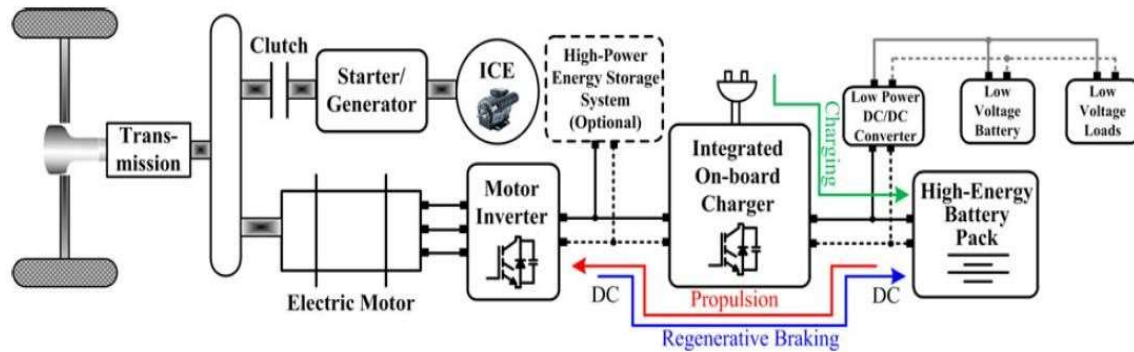 Clutch
Starter/
Generator
ICE
High-Power
Energy Storage
System
(Optional)
Low Power
DC/DC
Converter
Low
Voltage
Battery
Low
Voltage
Loads
Charging
Trans-
mission
Integrated
On-board
Charger
Motor
Inverter
High-Energy
Battery
Pack
Electric Motor
DC
Propulsion
DC
Regenerative Braking